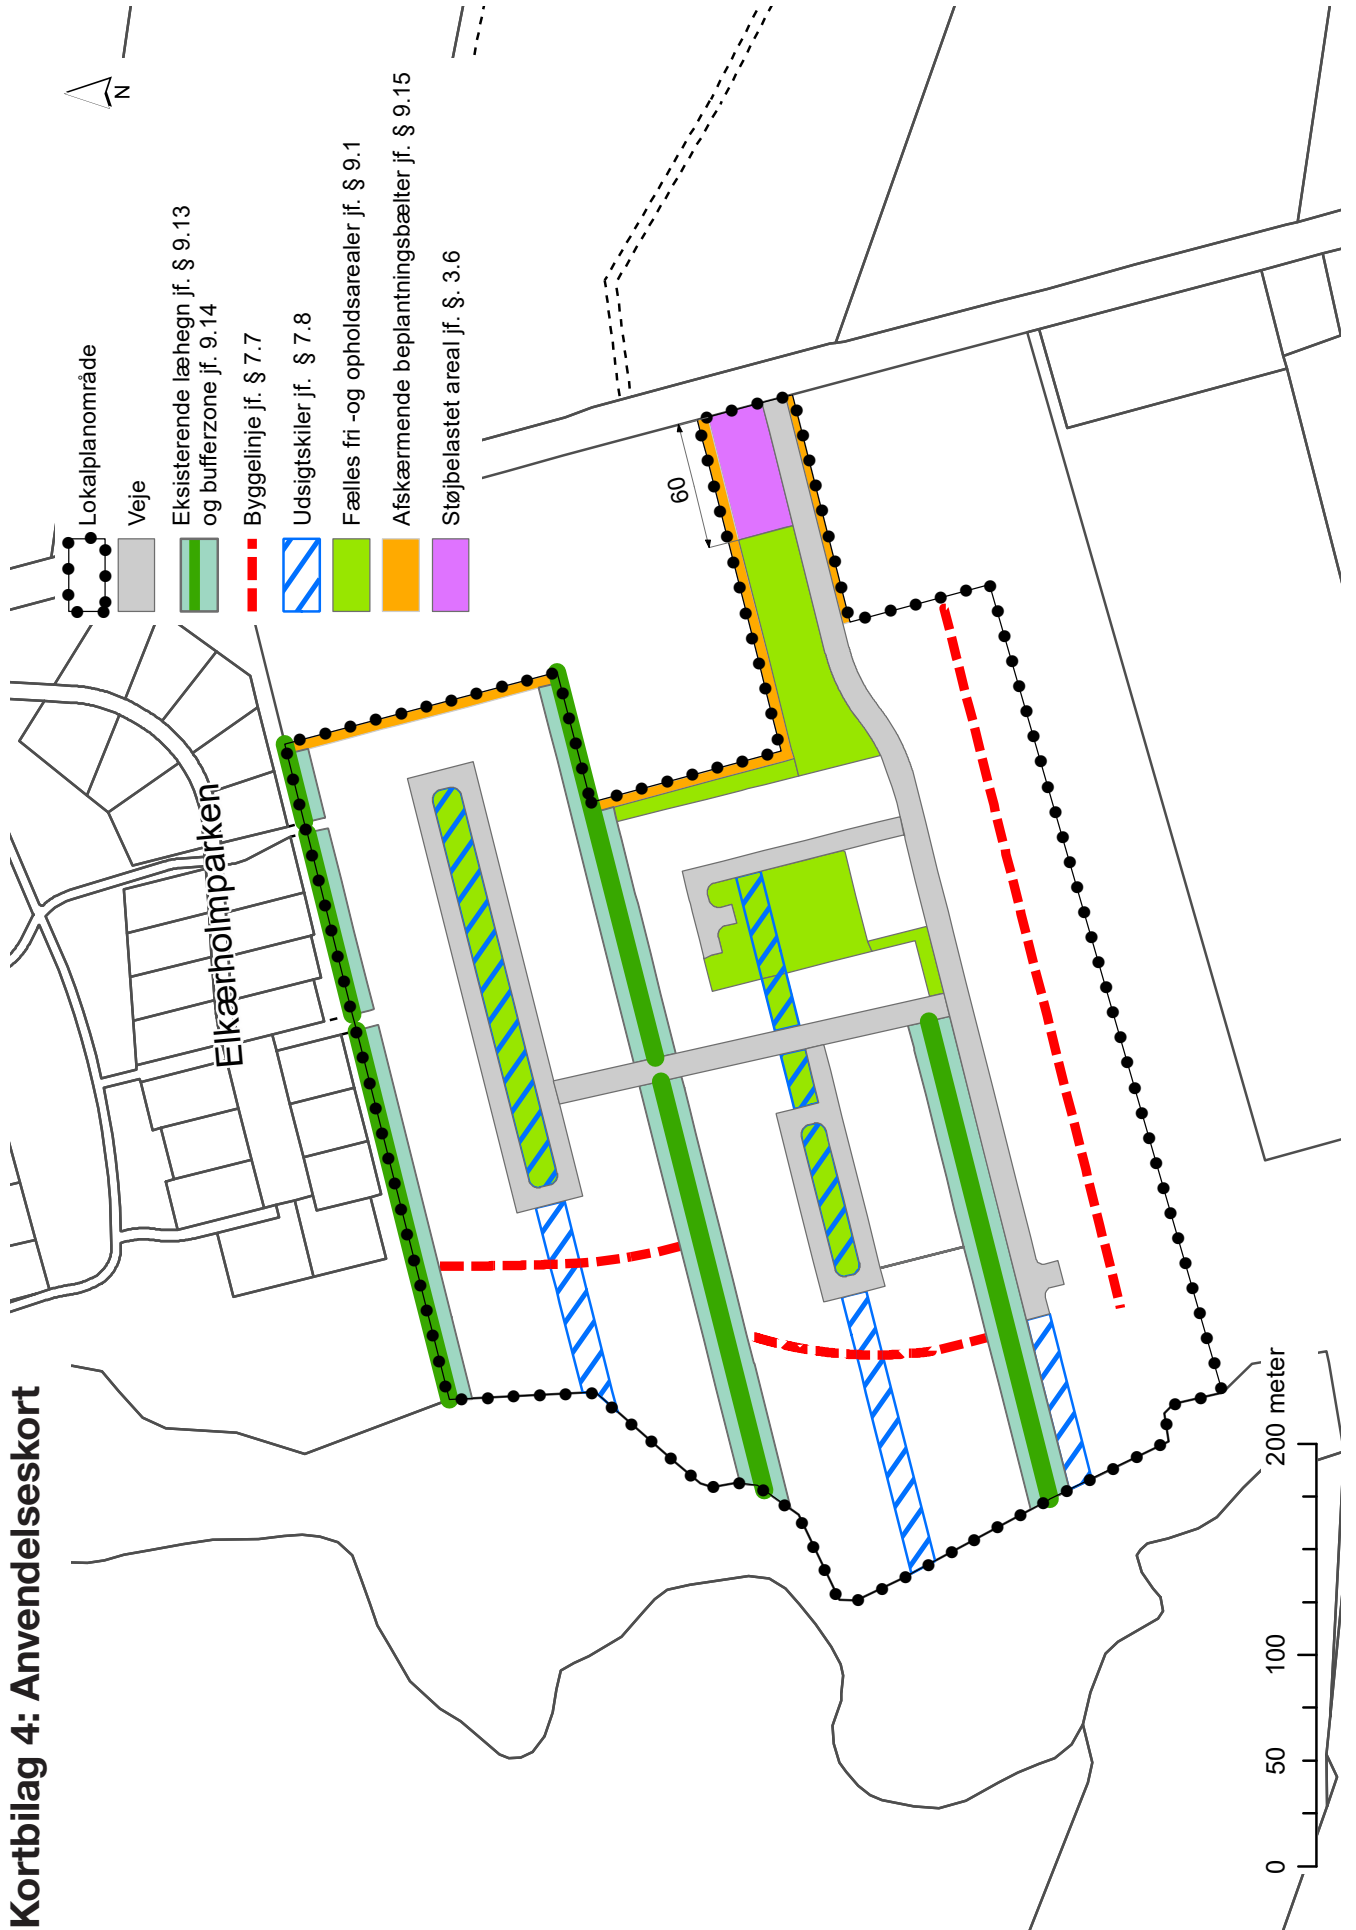 Kortbilag 4: Anvendelseskort
N
Lokalplanområde
Veje
Eksisterende læhegn jf. § 9.13
og bufferzone jf. 9.14
Byggelinje jf. § 7.7
Udsigtskiler jf. § 7.8
Fælles fri -og opholdsarealer jf. § 9.1
Afskærmende beplantningsbælter jf. § 9.15
Støjbelastet areal jf. §. 3.6
Elkærholmparken
60
0 50 100 200 meter